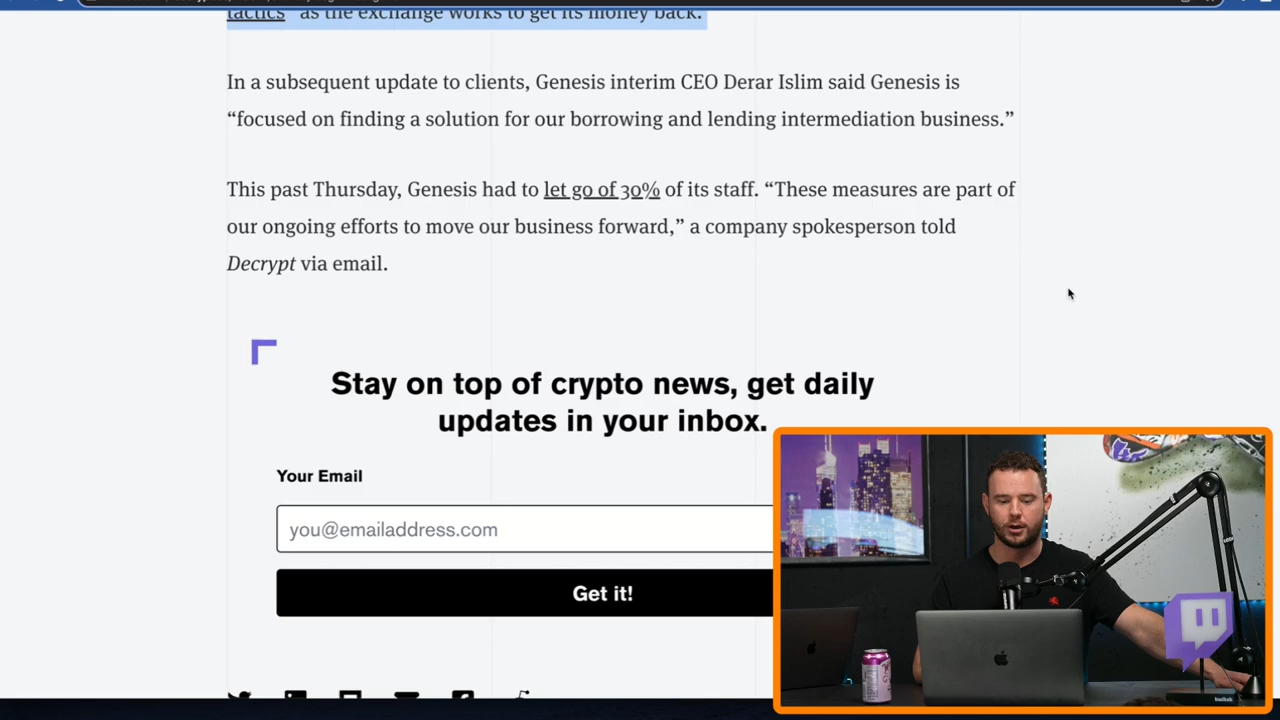 tactics” as the exchange works to get its money back.
In a subsequent update to clients, Genesis interim CEO Derar Islim said Genesis is
“focused on finding a solution for our borrowing and lending intermediation business.”
This past Thursday, Genesis had to let go of 30% of its staff. “These measures are part of
our ongoing efforts to move our business forward,” a company spokesperson told
Decrypt via email.
Stay on top of crypto news, get daily
updates in your inbox.
Your Email
you@emailaddress.com
Get it!
twitch